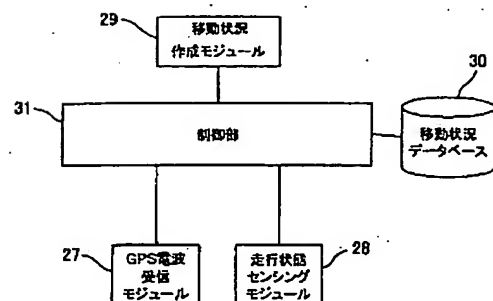 29
移動状況
作成モジュール
30
31
制御部
移動状況
データベース
27
GPS電波
受信
モジュール
走行状態
センシング
モジュール
28